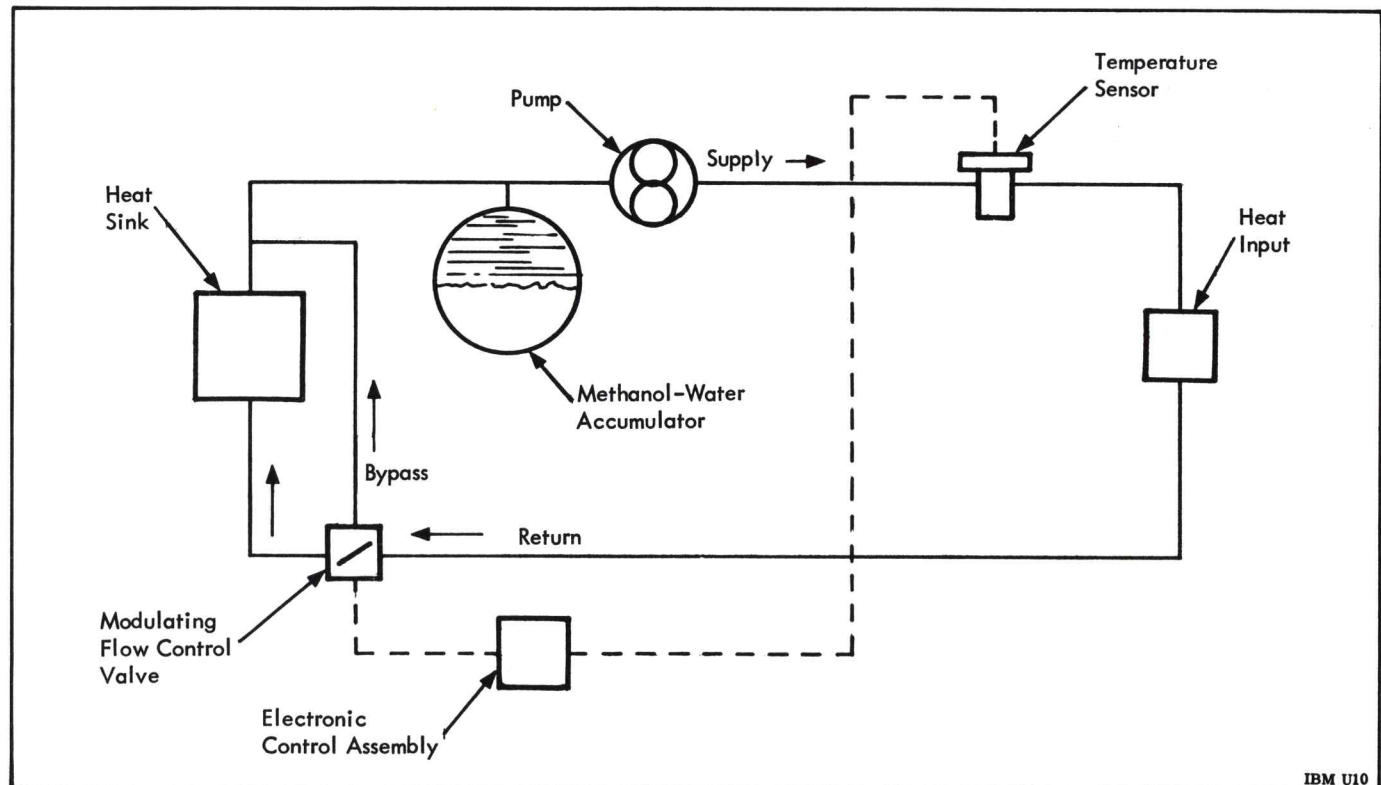 Temperature
Sensor
Pump
Supply
Heat
Sink
Heat
Input
Methanol-Water
Accumulator
Bypass
Return
Modulating
Flow Control
Valve
Electronic
Control Assembly
IBM U10